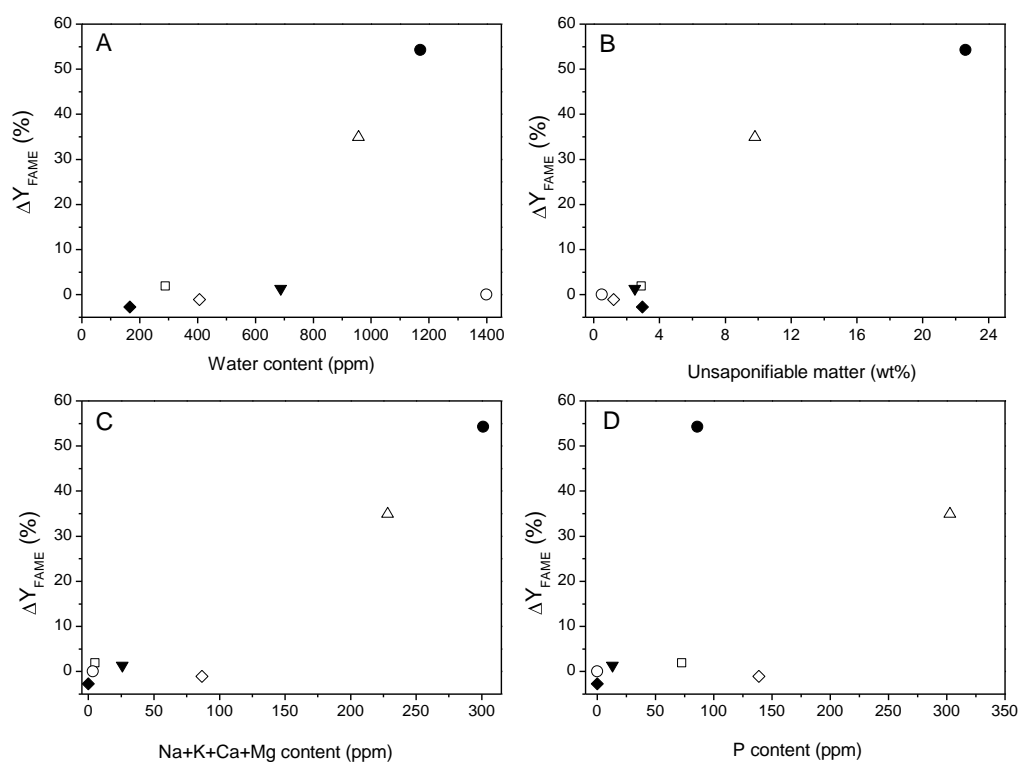 A
60
50
40
30
20
10
0
ΔY_FAME (%)
0 200 400 600 800 1000 1200 1400
Water content (ppm)
B
60
50
40
30
20
10
0
ΔY_FAME (%)
0 4 8 12 16 20 24
Unsaponifiable matter (wt%)
C
60
50
40
30
20
10
0
ΔY_FAME (%)
0 50 100 150 200 250 300
Na+K+Ca+Mg content (ppm)
D
60
50
40
30
20
10
0
ΔY_FAME (%)
0 50 100 150 200 250 300 350
P content (ppm)